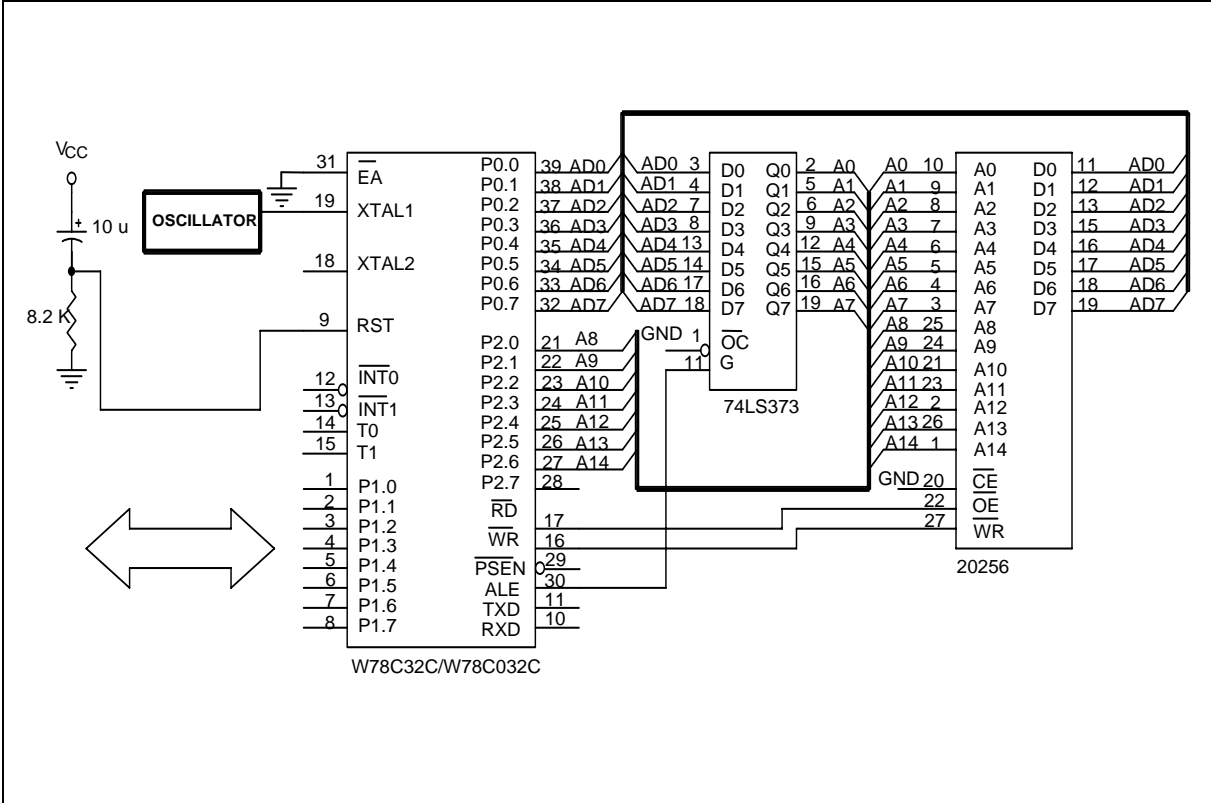 VCC
10 u
8.2 K
OSCILLATOR
31 EA
19 XTAL1
18 XTAL2
9 RST
12 INT0
13 INT1
14 T0
15 T1
1 P1.0
2 P1.1
3 P1.2
4 P1.3
5 P1.4
6 P1.5
7 P1.6
8 P1.7
P0.0 39 AD0
P0.1 38 AD1
P0.2 37 AD2
P0.3 36 AD3
P0.4 35 AD4
P0.5 34 AD5
P0.6 33 AD6
P0.7 32 AD7
P2.0 21 A8
P2.1 22 A9
P2.2 23 A10
P2.3 24 A11
P2.4 25 A12
P2.5 26 A13
P2.6 27 A14
P2.7 28
RD 17
WR 16
PSEN 29
ALE 30
TXD 11
RXD 10
W78C32C/W78C032C
AD0 3 D0 Q0 2 A0
AD1 4 D1 Q1 5 A1
AD2 7 D2 Q2 6 A2
AD3 8 D3 Q3 9 A3
AD4 13 D4 Q4 12 A4
AD5 14 D5 Q5 15 A5
AD6 17 D6 Q6 16 A6
AD7 18 D7 Q7 19 A7
GND 1 OC
11 G
74LS373
A0 10 A0 D0 11 AD0
A1 9 A1 D1 12 AD1
A2 8 A2 D2 13 AD2
A3 7 A3 D3 15 AD3
A4 6 A4 D4 16 AD4
A5 5 A5 D5 17 AD5
A6 4 A6 D6 18 AD6
A7 3 A7 D7 19 AD7
A8 25 A8
A9 24 A9
A10 21 A10
A11 23 A11
A12 2 A12
A13 26 A13
A14 1 A14
GND 20 CE
22 OE
27 WR
20256